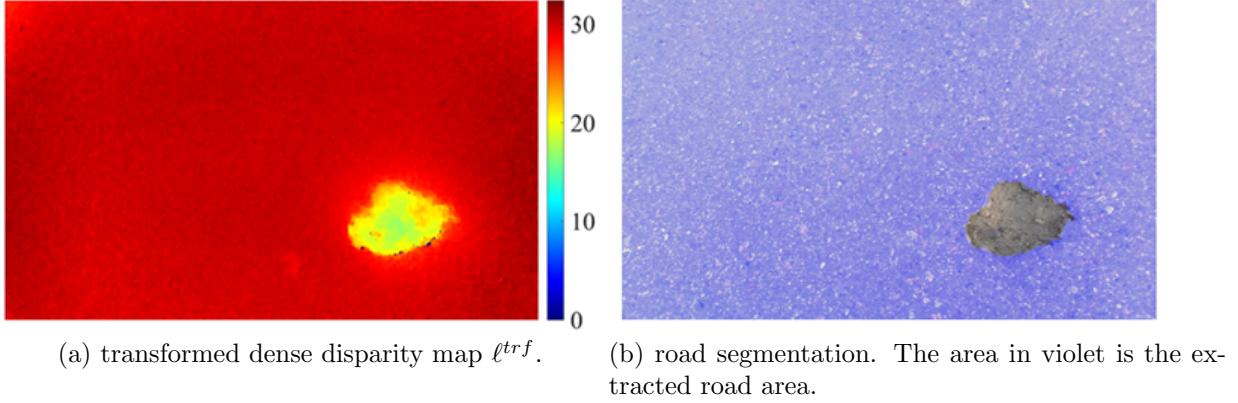 30
20
10
0
(a) transformed dense disparity map ℓ^{trf}.
(b) road segmentation. The area in violet is the ex-
tracted road area.